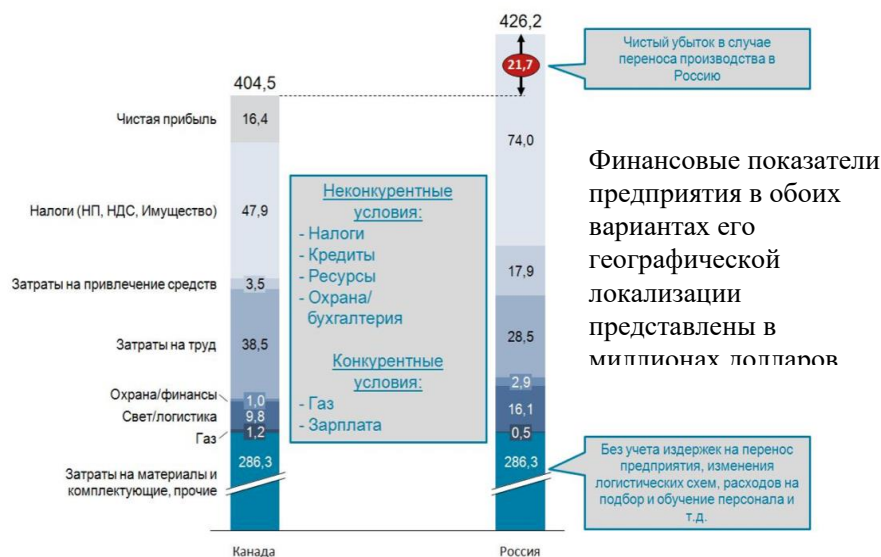 426,2
Чистый убыток в случае
переноса производства в
Россию
21,7
404,5
Чистая прибыль
16,4
74,0
Налоги (НП, НДС, Имущество)
47,9
Затраты на привлечение средств
3,5
17,9
Затраты на труд
38,5
28,5
Охрана/финансы
1,0
2,9
Свет/логистика
9,8
16,1
Газ
1,2
0,5
Затраты на материалы и
комплектующие, прочие
286,3
286,3
Неконкурентные
условия:
- Налоги
- Кредиты
- Ресурсы
- Охрана/
бухгалтерия
Конкурентные
условия:
- Газ
- Зарплата
Финансовые показатели
предприятия в обоих
вариантах его
географической
локализации
представлены в
миллионах долларов
Без учета издержек на перенос
предприятия, изменения
логистических схем, расходов на
подбор и обучение персонала и
т.д.
Канада
Россия